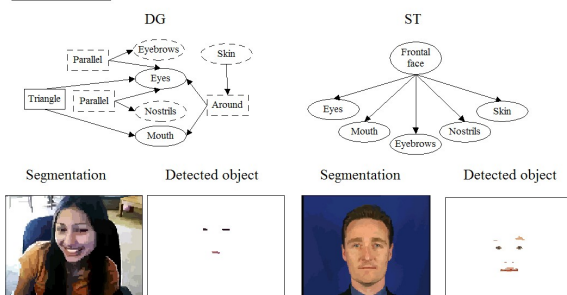 DG
ST
Eyebrows
Skin
Parallel
Eyes
Triangle
Parallel
Around
Nostrils
Mouth
Frontal
face
Eyes
Skin
Mouth
Nostrils
Eyebrows
Segmentation
Detected object
Segmentation
Detected object